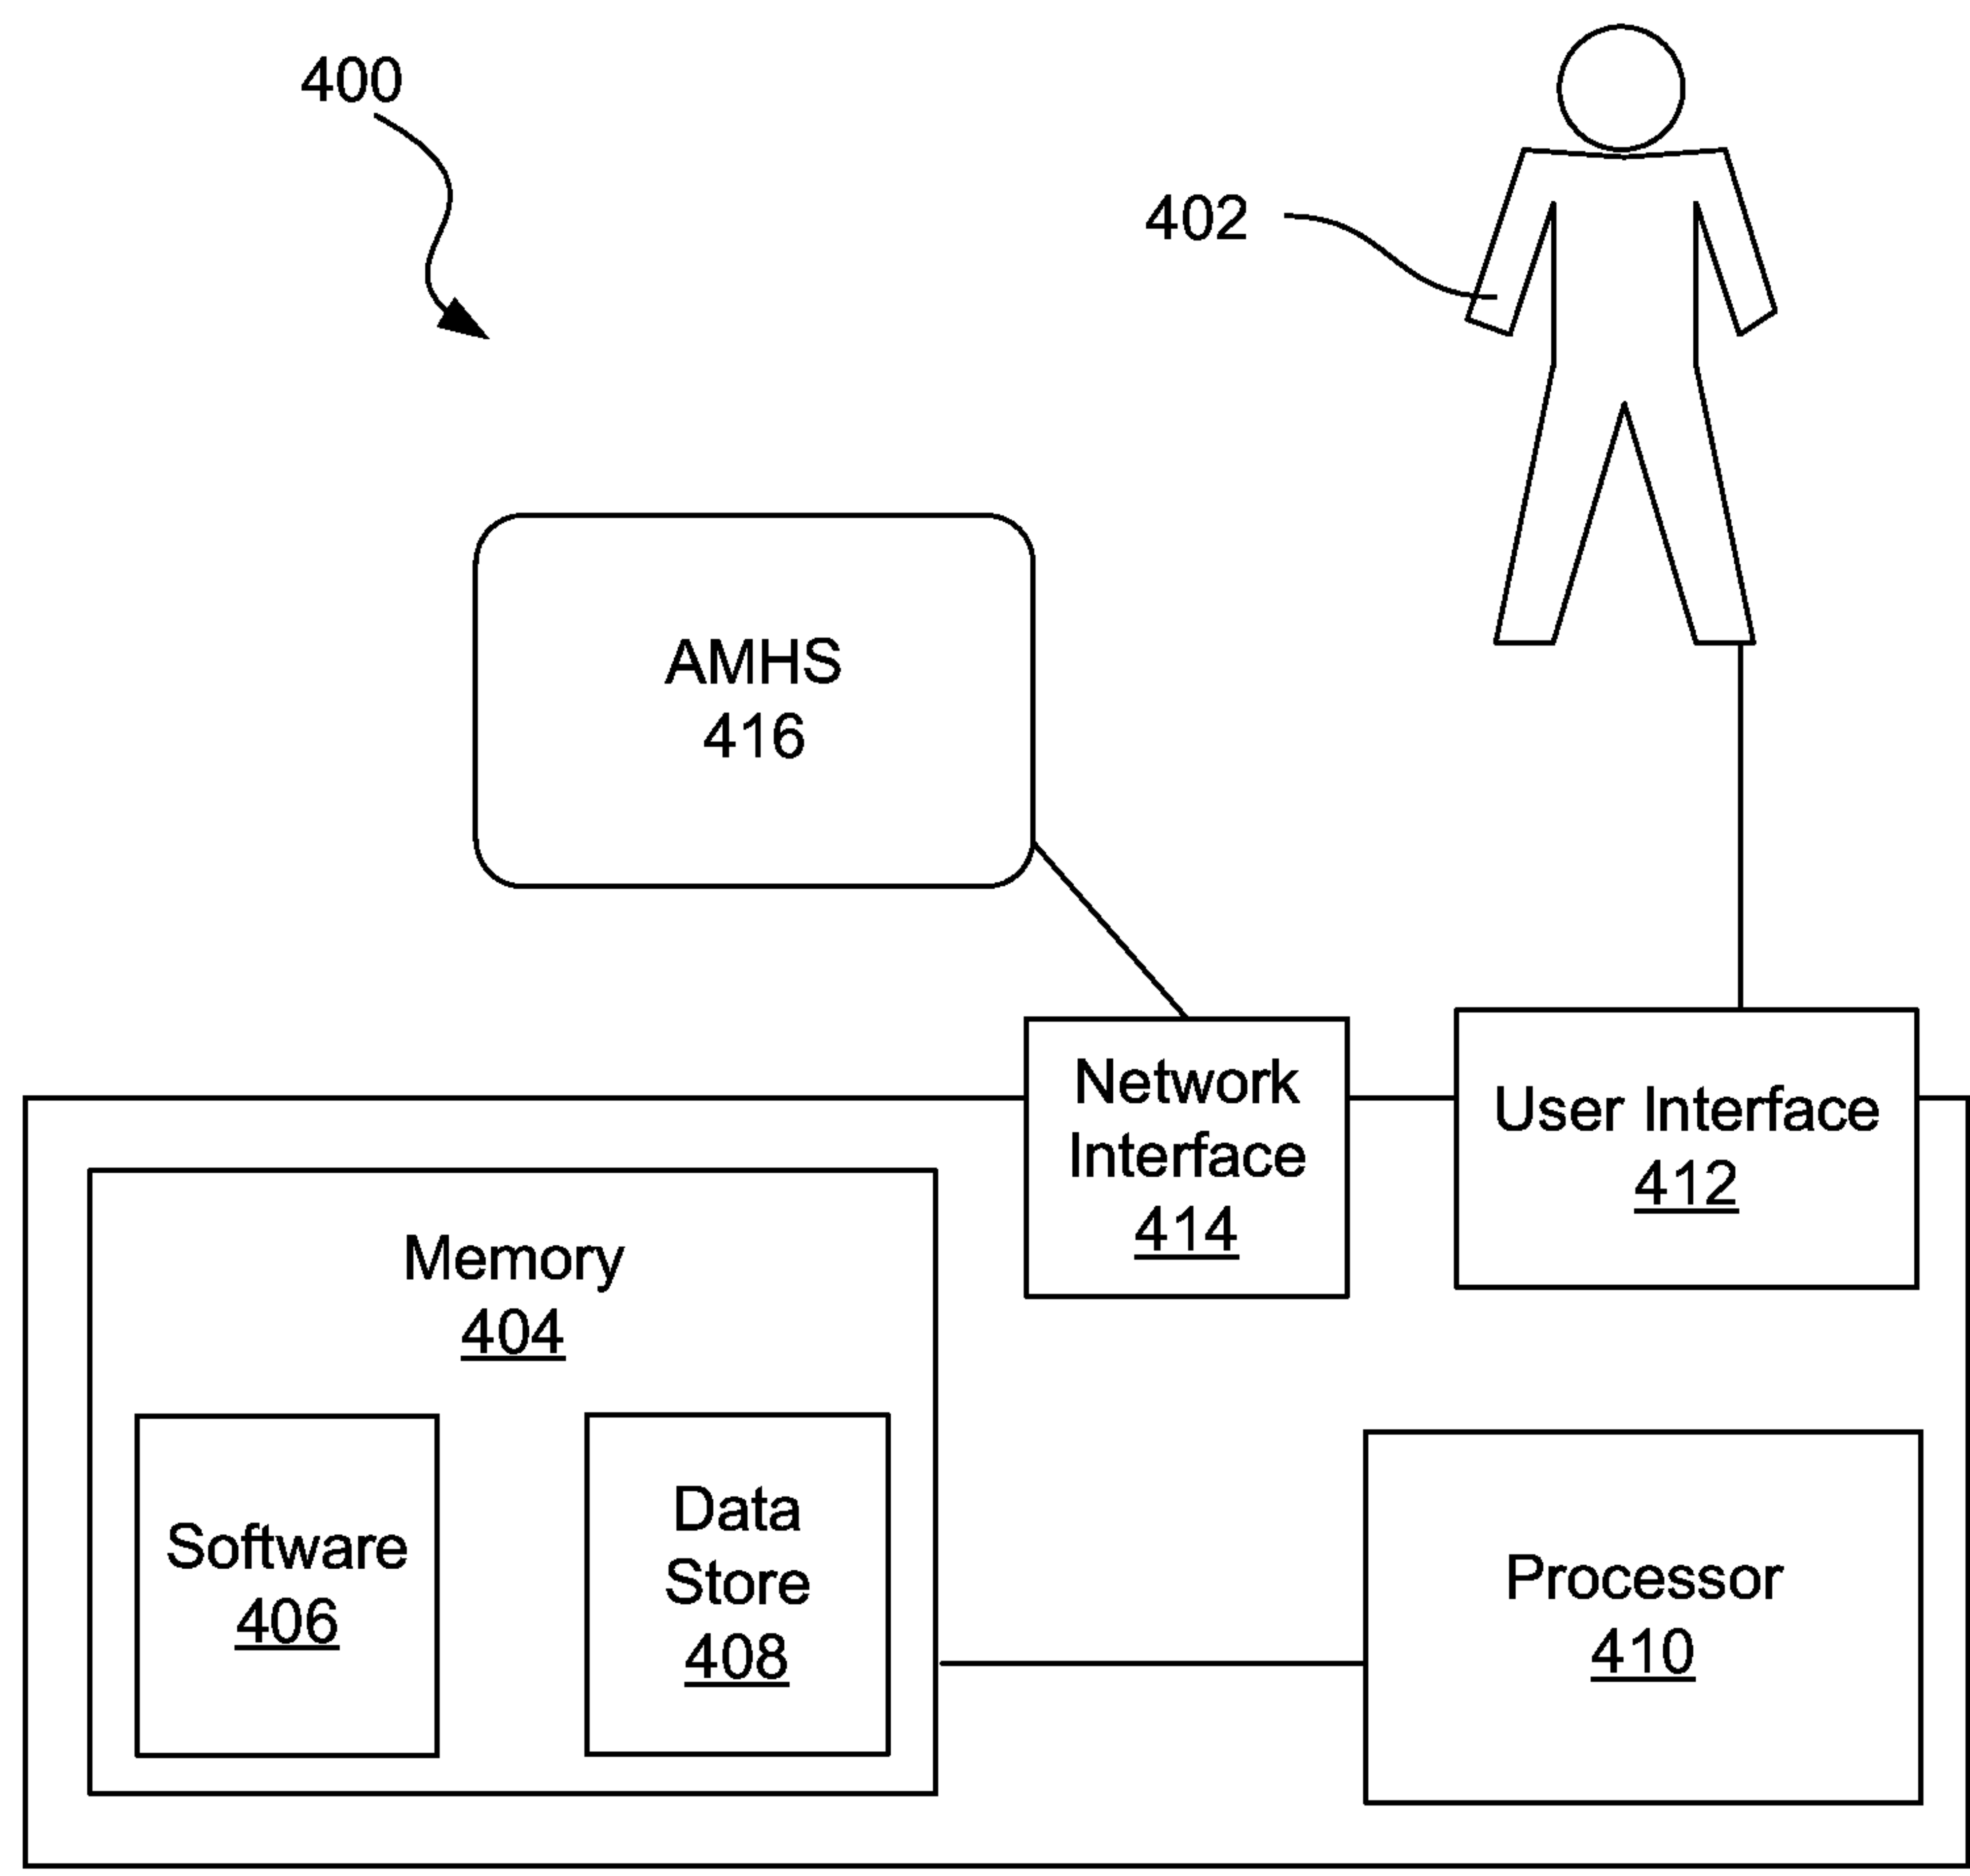 400
402
AMHS
416
Network
Interface
414
User Interface
412
Memory
404
Software
406
Data
Store
408
Processor
410